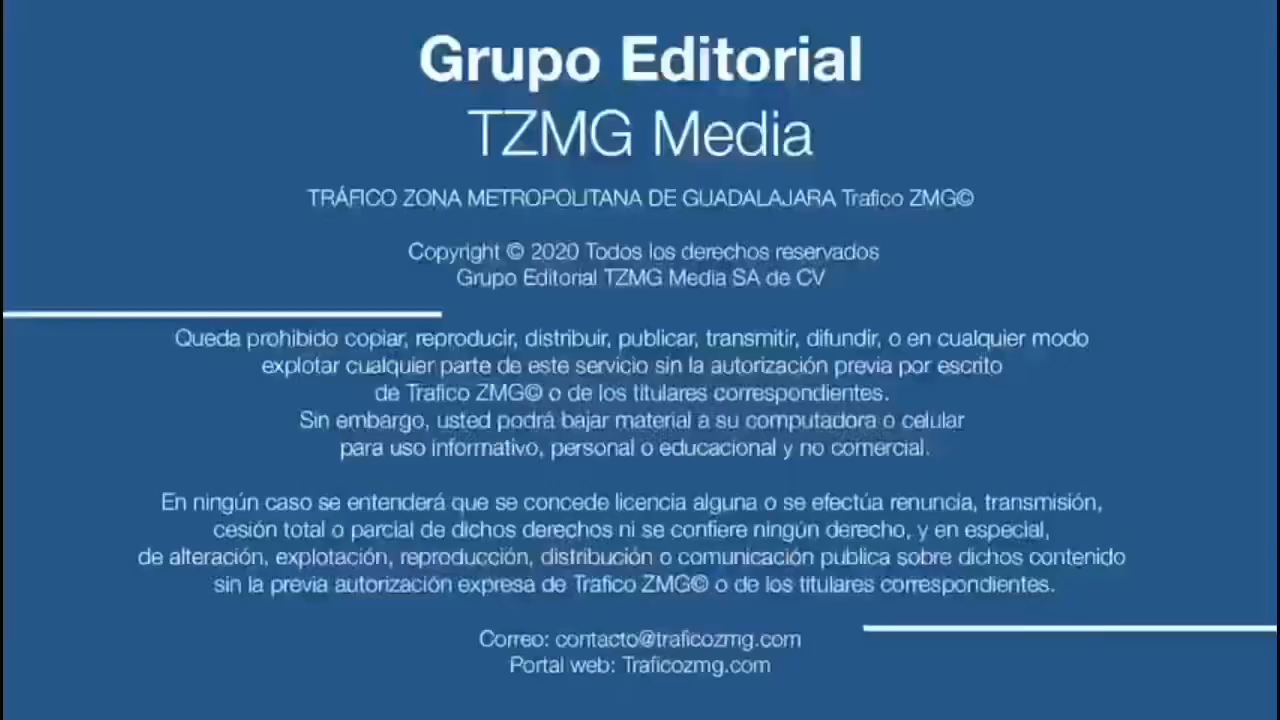 Grupo Editorial
TZMG Media
TRÁFICO ZONA METROPOLITANA DE GUADALAJARA Trafico ZMG©
Copyright © 2020 Todos los derechos reservados
Grupo Editorial TZMG Media SA de CV
Queda prohibido copiar, reproducir, distribuir, publicar, transmitir, difundir, o en cualquier modo
explotar cualquier parte de este servicio sin la autorización previa por escrito
de Trafico ZMG© o de los titulares correspondientes.
Sin embargo, usted podrá bajar material a su computadora o celular
para uso informativo, personal o educacional y no comercial.
En ningún caso se entenderá que se concede licencia alguna o se efectúa renuncia, transmisión,
cesión total o parcial de dichos derechos ni se confiere ningún derecho, y en especial,
de alteración, explotación, reproducción, distribución o comunicación publica sobre dichos contenido
sin la previa autorización expresa de Trafico ZMG© o de los titulares correspondientes.
Correo: contacto@traficozmg.com
Portal web: Traficozmg.com